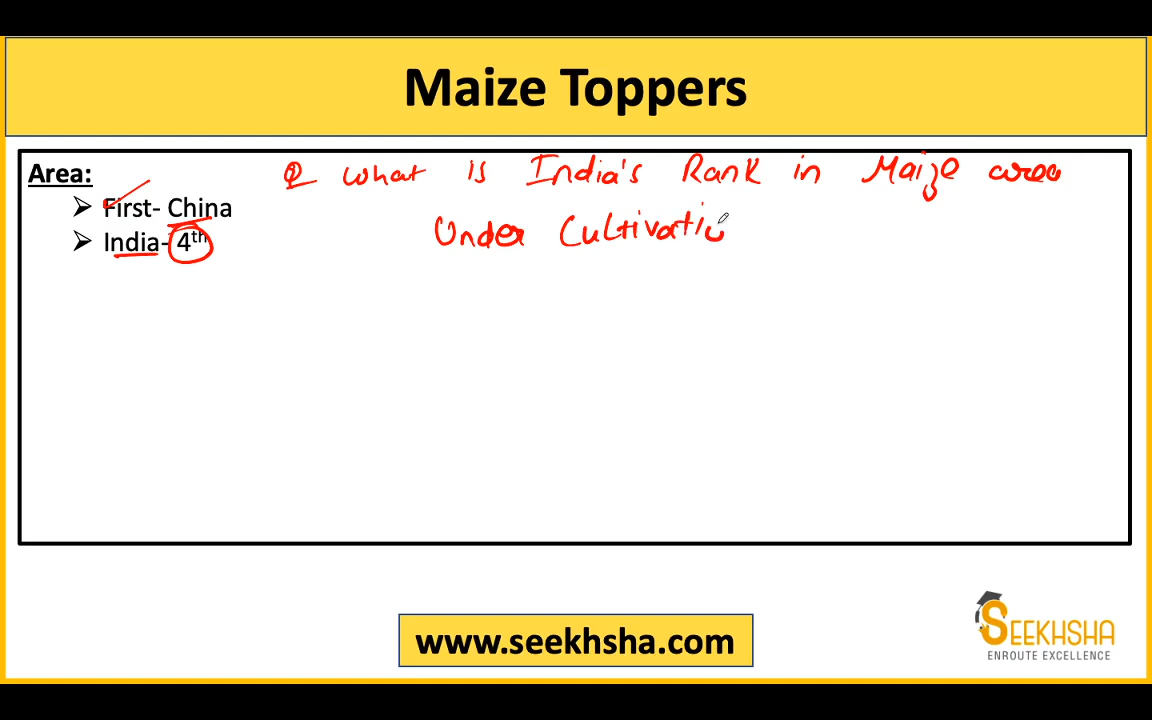 Maize Toppers
Area:
Q What is India's Rank in Maize area
➢ First- China
Under Cultivatio
➢ India- 4th
www.seekhsha.com
SEEKHSHA
ENROUTE EXCELLENCE